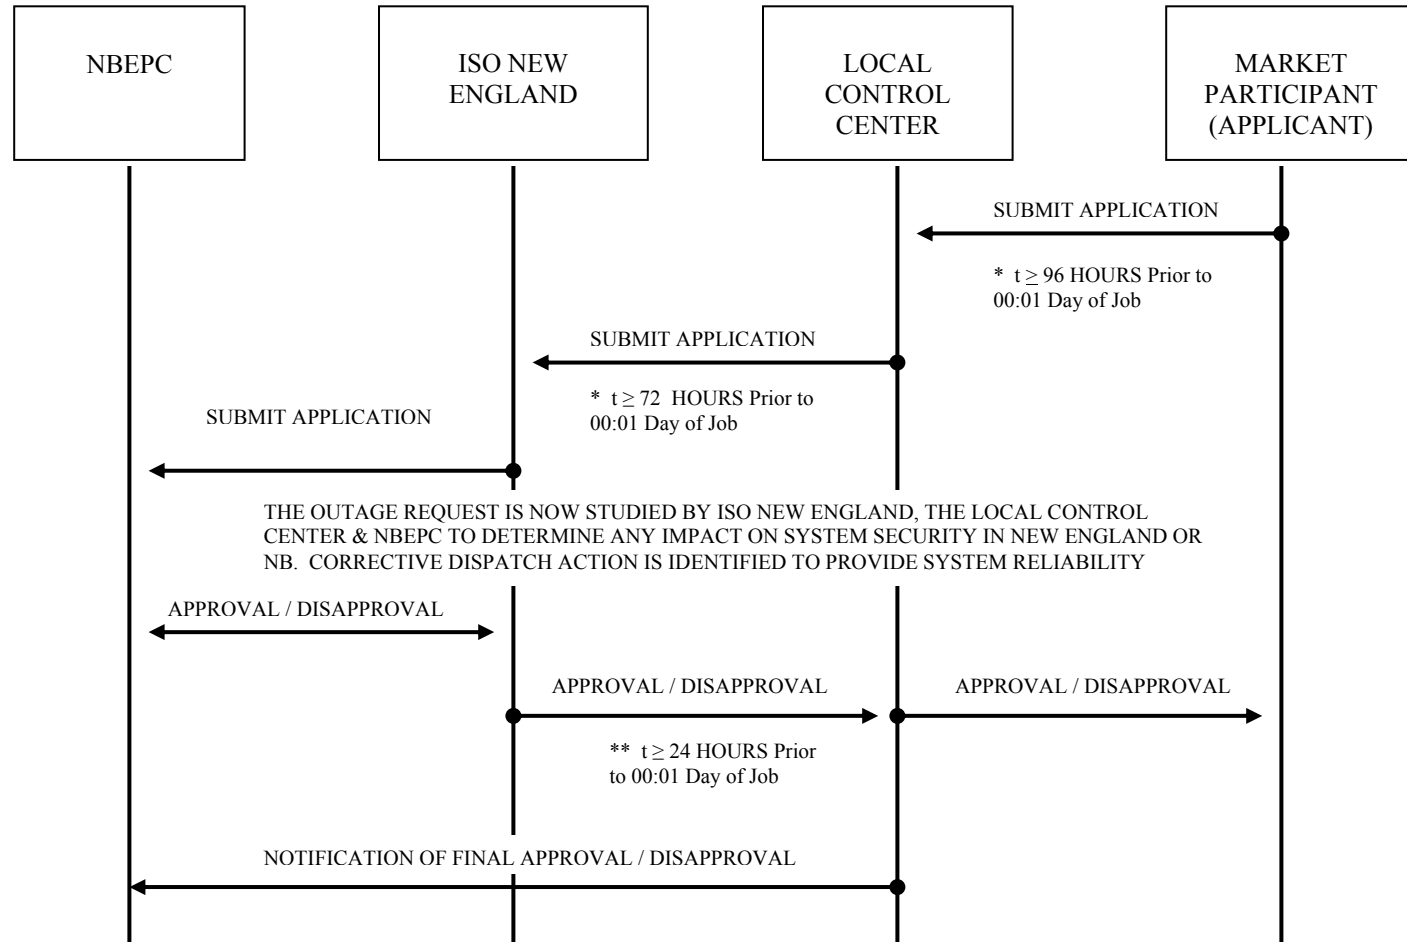 NBEPC
ISO NEW
ENGLAND
LOCAL
CONTROL
CENTER
MARKET
PARTICIPANT
(APPLICANT)
SUBMIT APPLICATION
* t ≥ 96 HOURS Prior to
00:01 Day of Job
SUBMIT APPLICATION
* t ≥ 72 HOURS Prior to
00:01 Day of Job
SUBMIT APPLICATION
THE OUTAGE REQUEST IS NOW STUDIED BY ISO NEW ENGLAND, THE LOCAL CONTROL
CENTER & NBEPC TO DETERMINE ANY IMPACT ON SYSTEM SECURITY IN NEW ENGLAND OR
NB. CORRECTIVE DISPATCH ACTION IS IDENTIFIED TO PROVIDE SYSTEM RELIABILITY
APPROVAL / DISAPPROVAL
APPROVAL / DISAPPROVAL
APPROVAL / DISAPPROVAL
** t ≥ 24 HOURS Prior
to 00:01 Day of Job
NOTIFICATION OF FINAL APPROVAL / DISAPPROVAL